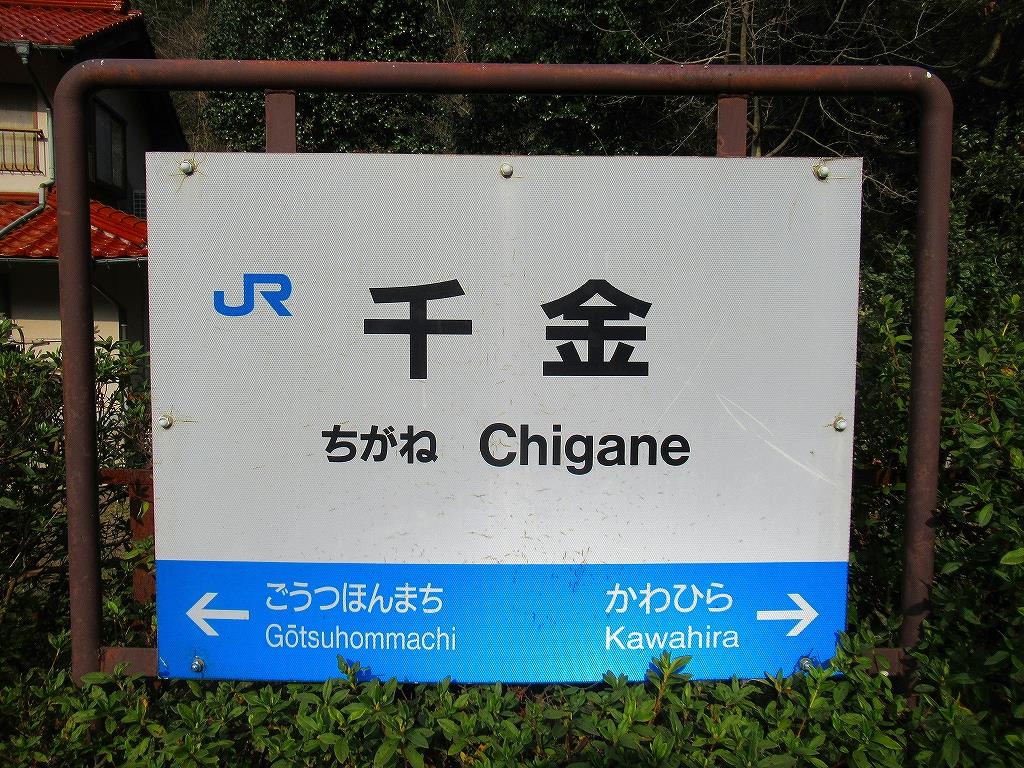 JR 千金
ちがね Chigane
ごうつほんまち かわひら
Gōtsuhommachi Kawahira